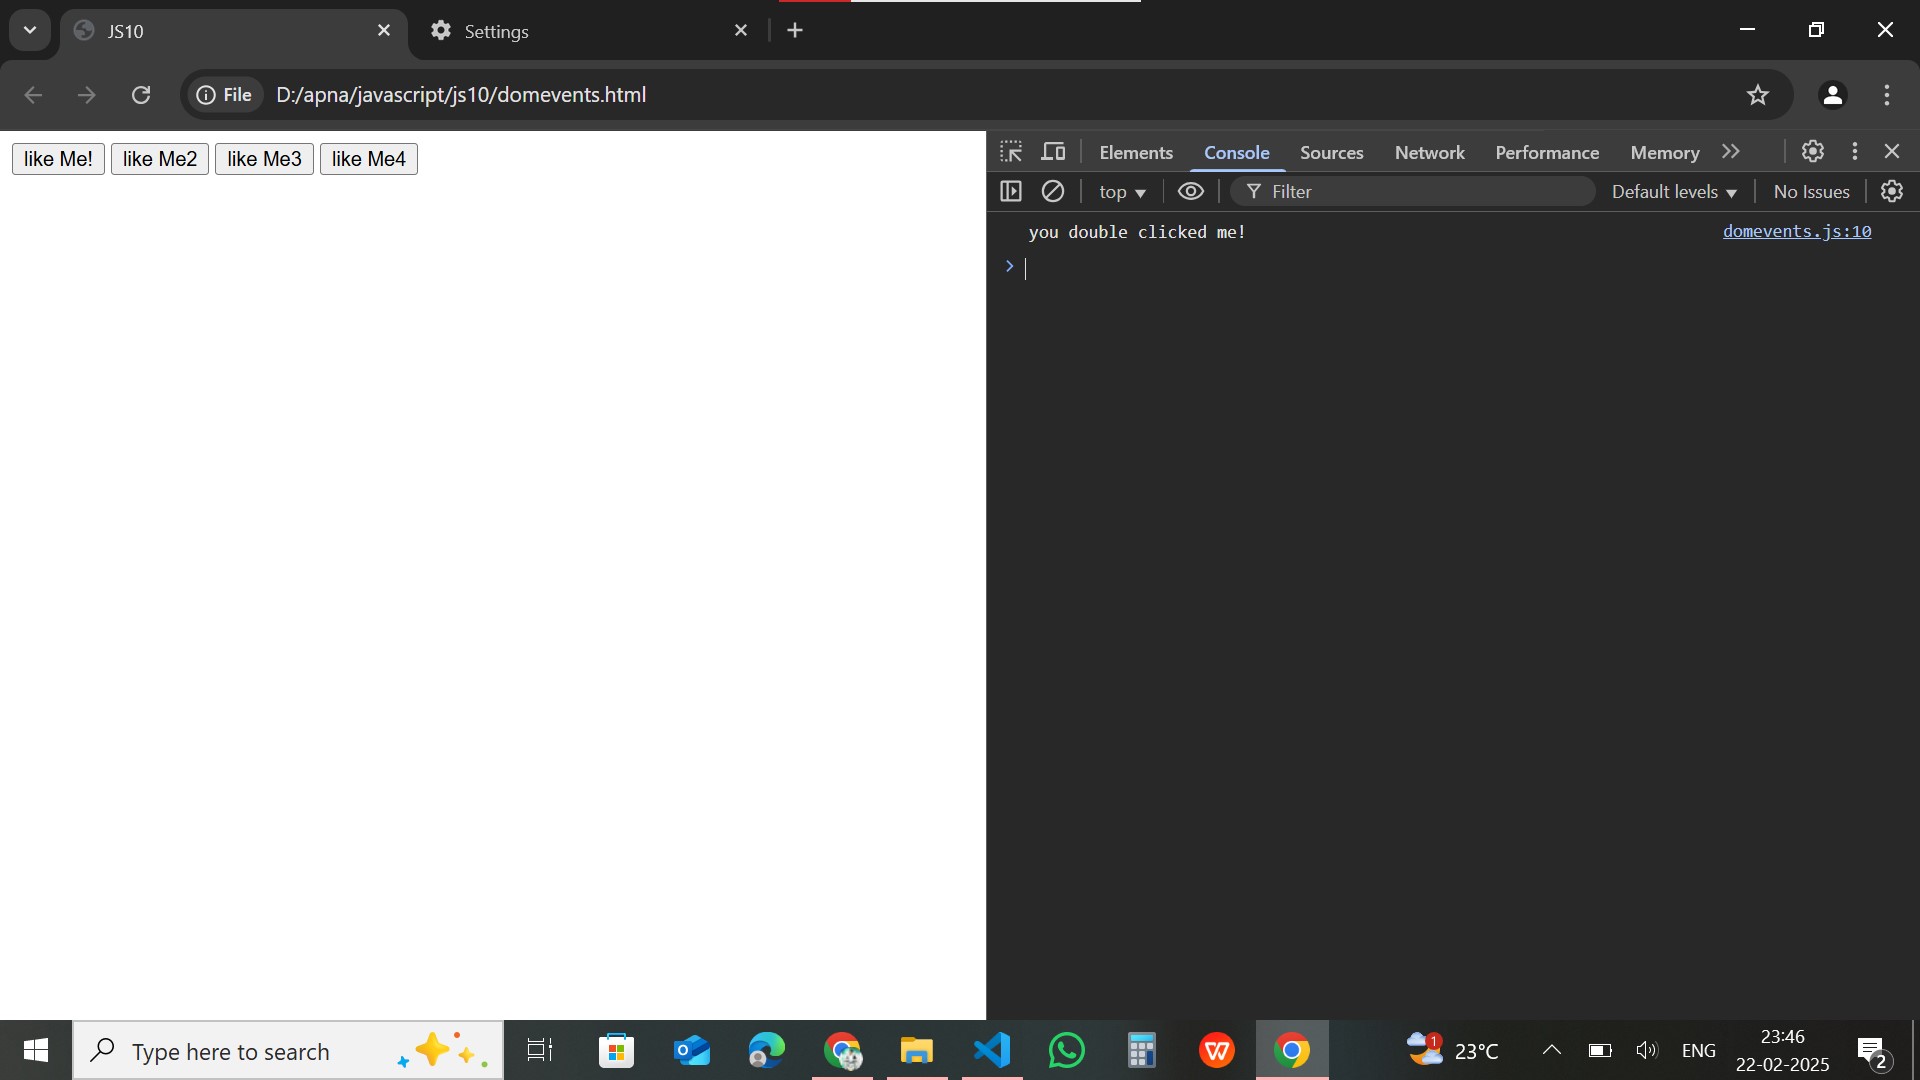 JS10
Settings
File
D:/apna/javascript/js10/domevents.html
like Me!
like Me2
like Me3
like Me4
Elements
Console
Sources
Network
Performance
Memory
top
Filter
Default levels
No Issues
you double clicked me!
domevents.js:10
Type here to search
1
23°C
ENG
23:46
22-02-2025
2